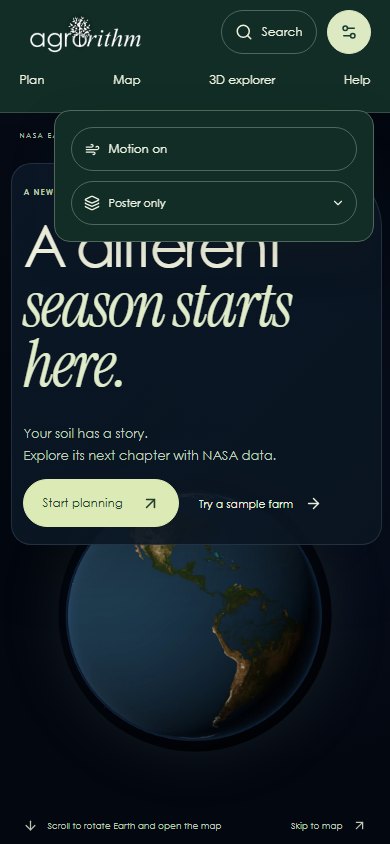 agrorithm
Search
Plan
Map
3D explorer
Help
NASA
Motion on
A NEW
Poster only
A different
season starts
here.
Your soil has a story.
Explore its next chapter with NASA data.
Start planning
Try a sample farm
Scroll to rotate Earth and open the map
Skip to map